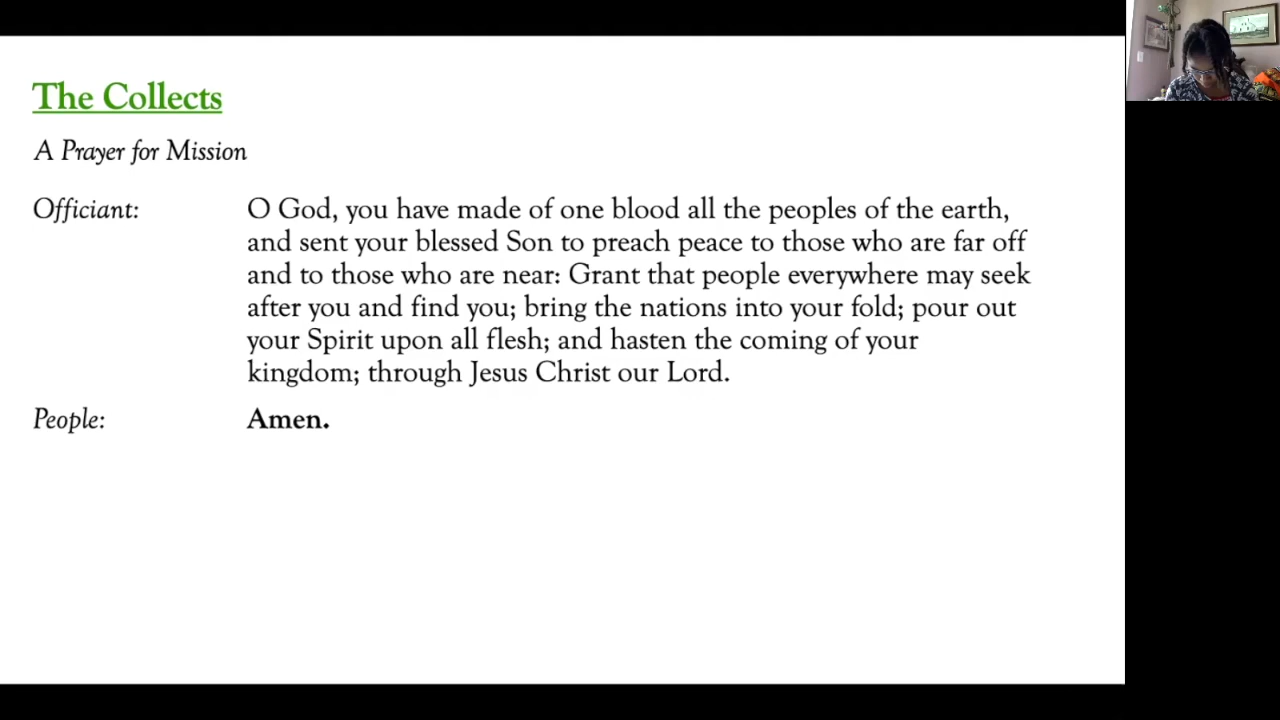 The Collects
A Prayer for Mission
Officiant: O God, you have made of one blood all the peoples of the earth,
and sent your blessed Son to preach peace to those who are far off
and to those who are near: Grant that people everywhere may seek
after you and find you; bring the nations into your fold; pour out
your Spirit upon all flesh; and hasten the coming of your
kingdom; through Jesus Christ our Lord.
People: Amen.